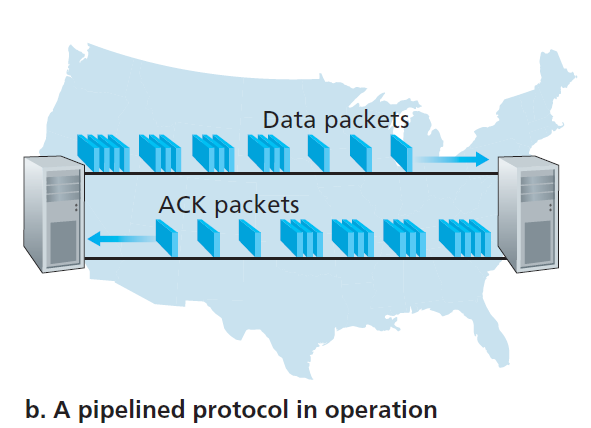 Data packets
ACK packets
b. A pipelined protocol in operation